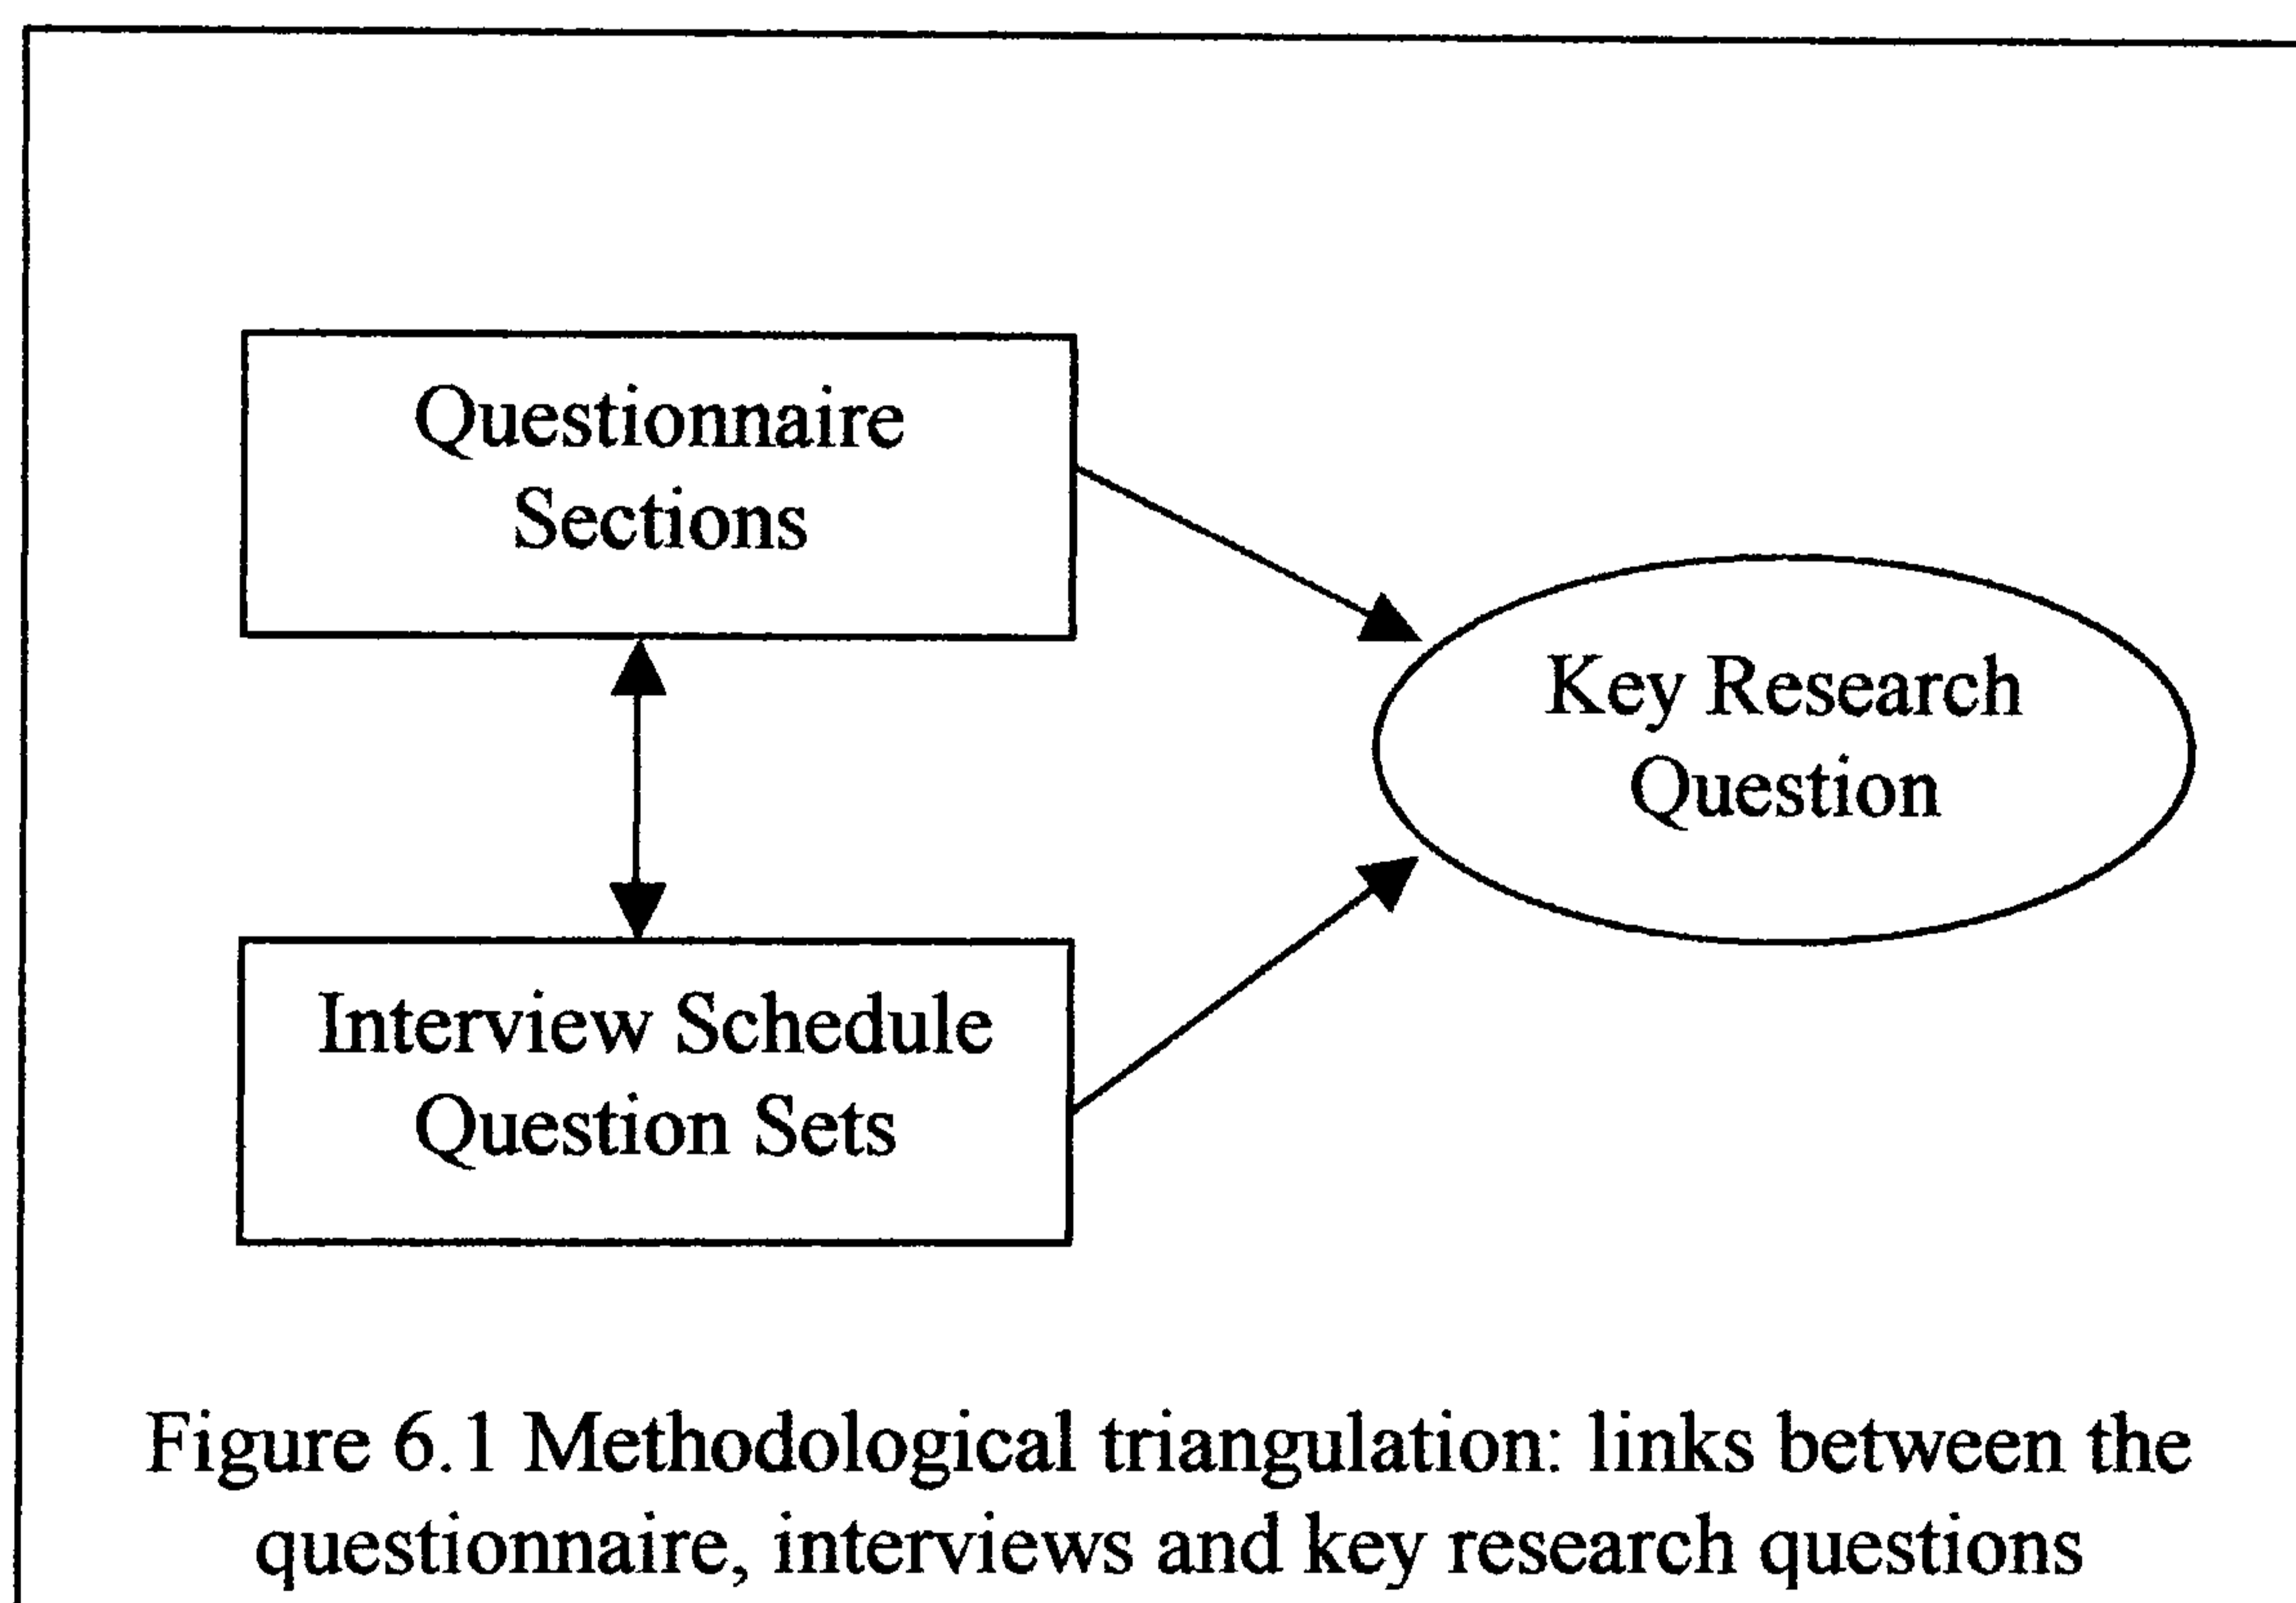 Questionnaire
Sections
Key Research
Question
Interview Schedule
Question Sets
Figure 6.1 Methodological triangulation: links between the
questionnaire, interviews and key research questions